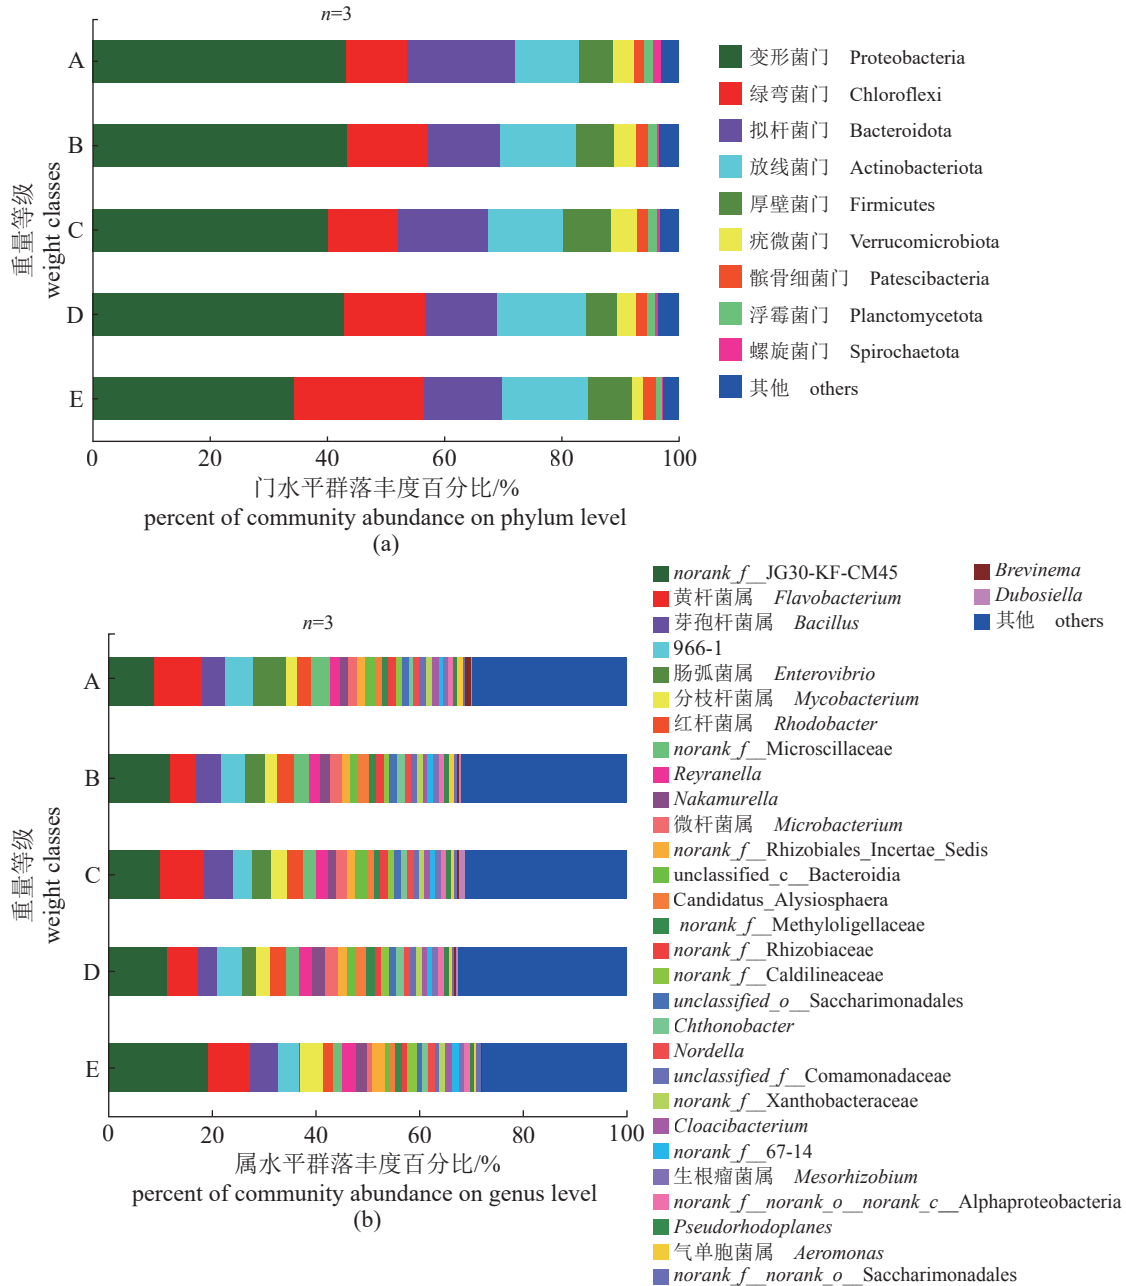 n=3
A
B
C
D
E
重量等级
weight classes
0 20 40 60 80 100
门水平群落丰度百分比/%
percent of community abundance on phylum level
(a)
变形菌门 Proteobacteria
绿弯菌门 Chloroflexi
拟杆菌门 Bacteroidota
放线菌门 Actinobacteriota
厚壁菌门 Firmicutes
疣微菌门 Verrucomicrobiota
髌骨细菌门 Patescibacteria
浮霉菌门 Planctomycetota
螺旋菌门 Spirochaetota
其他 others
n=3
A
B
C
D
E
重量等级
weight classes
0 20 40 60 80 100
属水平群落丰度百分比/%
percent of community abundance on genus level
(b)
norank_f__JG30-KF-CM45
黄杆菌属 Flavobacterium
芽孢杆菌属 Bacillus
966-1
肠弧菌属 Enterovibrio
分枝杆菌属 Mycobacterium
红杆菌属 Rhodobacter
norank_f__Microscillaceae
Reyranella
Nakamurella
微杆菌属 Microbacterium
norank_f__Rhizobiales_Incertae_Sedis
unclassified_c__Bacteroidia
Candidatus_Alysiosphaera
norank_f__Methyloligellaceae
norank_f__Rhizobiaceae
norank_f__Caldilineaceae
unclassified_o__Saccharimonadales
Chthonobacter
Nordella
unclassified_f__Comamonadaceae
norank_f__Xanthobacteraceae
Cloacibacterium
norank_f__67-14
生根瘤菌属 Mesorhizobium
norank_f__norank_o__norank_c__Alphaproteobacteria
Pseudorhodoplanes
气单胞菌属 Aeromonas
norank_f__norank_o__Saccharimonadales
Brevinema
Dubosiella
其他 others